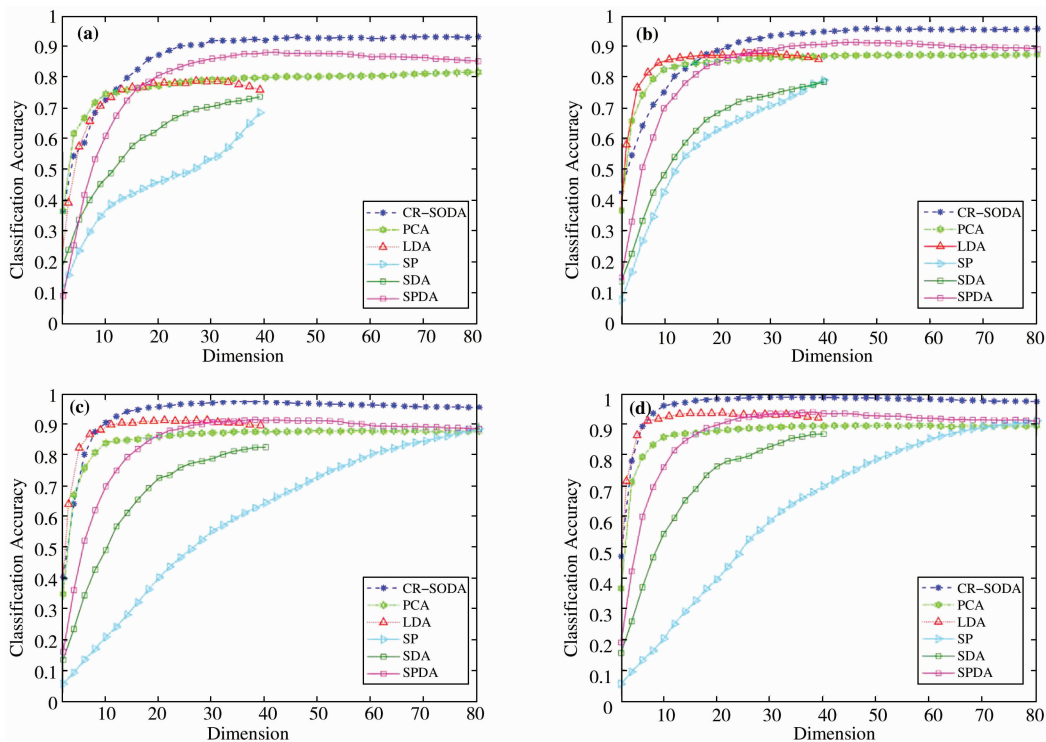 (a)
Classification Accuracy
1
0.9
0.8
0.7
0.6
0.5
0.4
0.3
0.2
0.1
0
10 20 30 40 50 60 70 80
Dimension
CR-SODA
PCA
LDA
SP
SDA
SPDA
(b)
Classification Accuracy
1
0.9
0.8
0.7
0.6
0.5
0.4
0.3
0.2
0.1
0
10 20 30 40 50 60 70 80
Dimension
CR-SODA
PCA
LDA
SP
SDA
SPDA
(c)
Classification Accuracy
1
0.9
0.8
0.7
0.6
0.5
0.4
0.3
0.2
0.1
0
10 20 30 40 50 60 70 80
Dimension
CR-SODA
PCA
LDA
SP
SDA
SPDA
(d)
Classification Accuracy
1
0.9
0.8
0.7
0.6
0.5
0.4
0.3
0.2
0.1
0
10 20 30 40 50 60 70 80
Dimension
CR-SODA
PCA
LDA
SP
SDA
SPDA